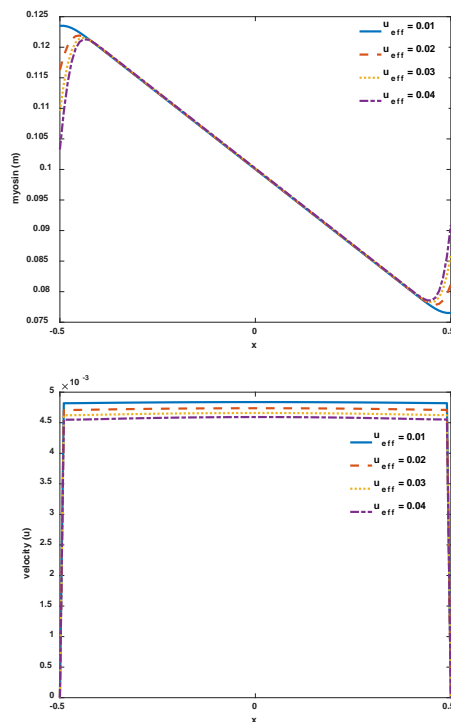 0.125
0.12
0.115
0.11
0.105
0.1
0.095
0.09
0.085
0.08
0.075
myosin (m)
-0.5
0
0.5
x
u eff = 0.01
u eff = 0.02
u eff = 0.03
u eff = 0.04
× 10 -3
5
4.5
4
3.5
3
2.5
2
1.5
1
0.5
0
velocity (u)
-0.5
0
0.5
x
u eff = 0.01
u eff = 0.02
u eff = 0.03
u eff = 0.04